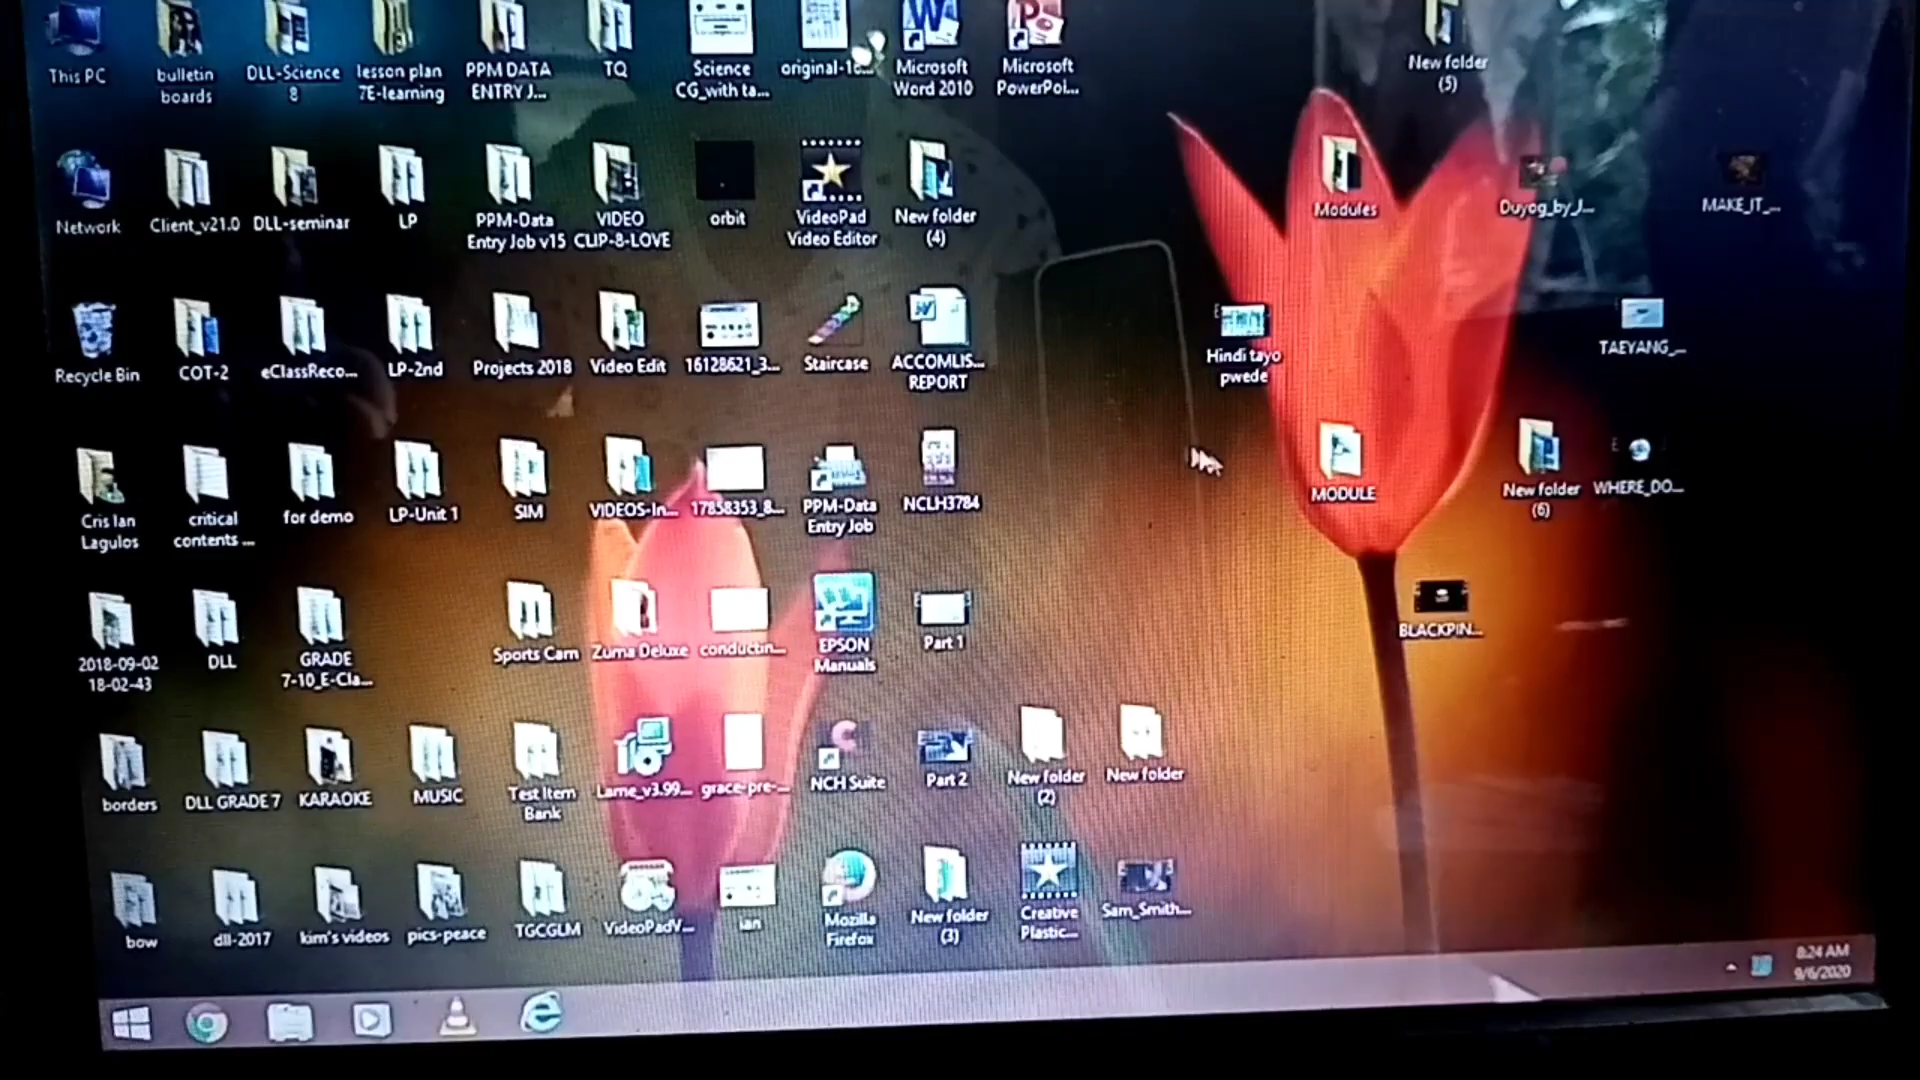 This PC
bulletin
boards
DLL-Science
8
lesson plan
7E-learning
PPM DATA
ENTRY J...
TQ
Science
CG_with ta...
original-16...
Microsoft
Word 2010
Microsoft
PowerPoi...
New folder
(5)
Network
Client_v21.0
DLL-seminar
LP
PPM-Data
Entry Job v15
VIDEO
CLIP-8-LOVE
orbit
VideoPad
Video Editor
New folder
(4)
Modules
Duyog_by_J...
MAKE_IT_...
Recycle Bin
COT-2
eClassReco...
LP-2nd
Projects 2018
Video Edit
16128621_3...
Staircase
ACCOMLIS...
REPORT
Hindi tayo
pwede
TAEYANG_...
Cris Ian
Lagulos
critical
contents ...
for demo
LP-Unit 1
SIM
VIDEOS-In...
17858353_8...
PPM-Data
Entry Job
NCLH3784
MODULE
New folder
(6)
WHERE_DO...
2018-09-02
18-02-43
DLL
GRADE
7-10_E-Cla...
Sports Cam
Zuma Deluxe
conductin...
EPSON
Manuals
Part 1
BLACKPIN...
borders
DLL GRADE 7
KARAOKE
MUSIC
Test Item
Bank
Lame_v3.99...
grace-pre-...
NCH Suite
Part 2
New folder
(2)
New folder
bow
dll-2017
kim's videos
pics-peace
TGCGLM
VideoPadV...
ian
Mozilla
Firefox
New folder
(3)
Creative
Plastic...
Sam_Smith...
8:24 AM
9/6/2020